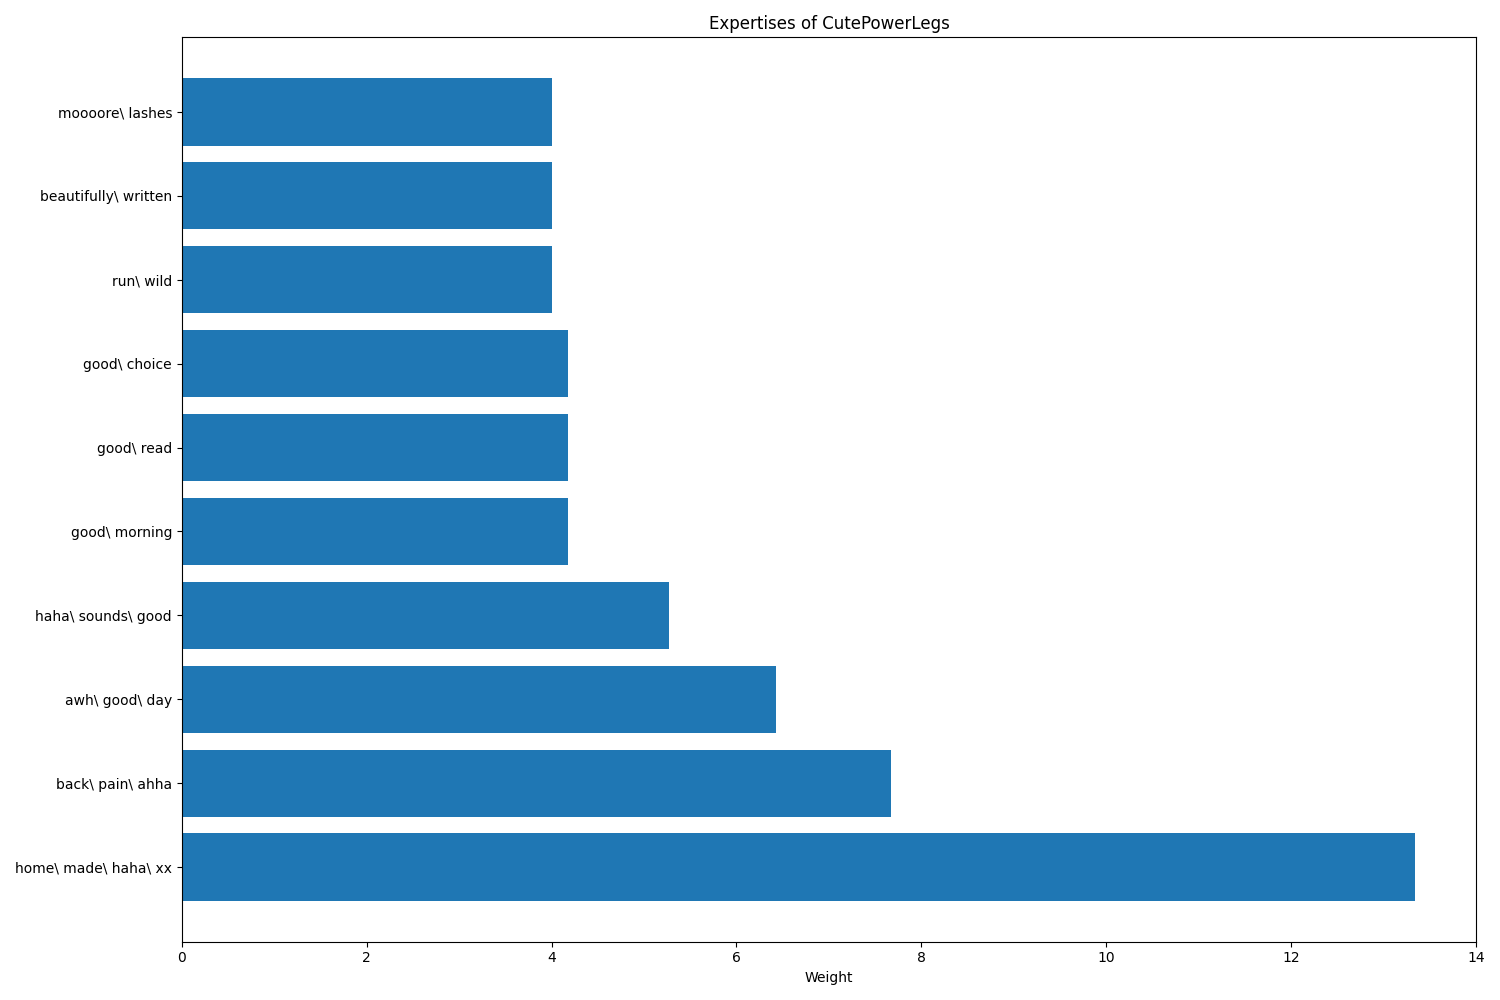 Expertises of CutePowerLegs
moooore\ lashes
beautifully\ written
run\ wild
good\ choice
good\ read
good\ morning
haha\ sounds\ good
awh\ good\ day
back\ pain\ ahha
home\ made\ haha\ xx
0 2 4 6 8 10 12 14
Weight